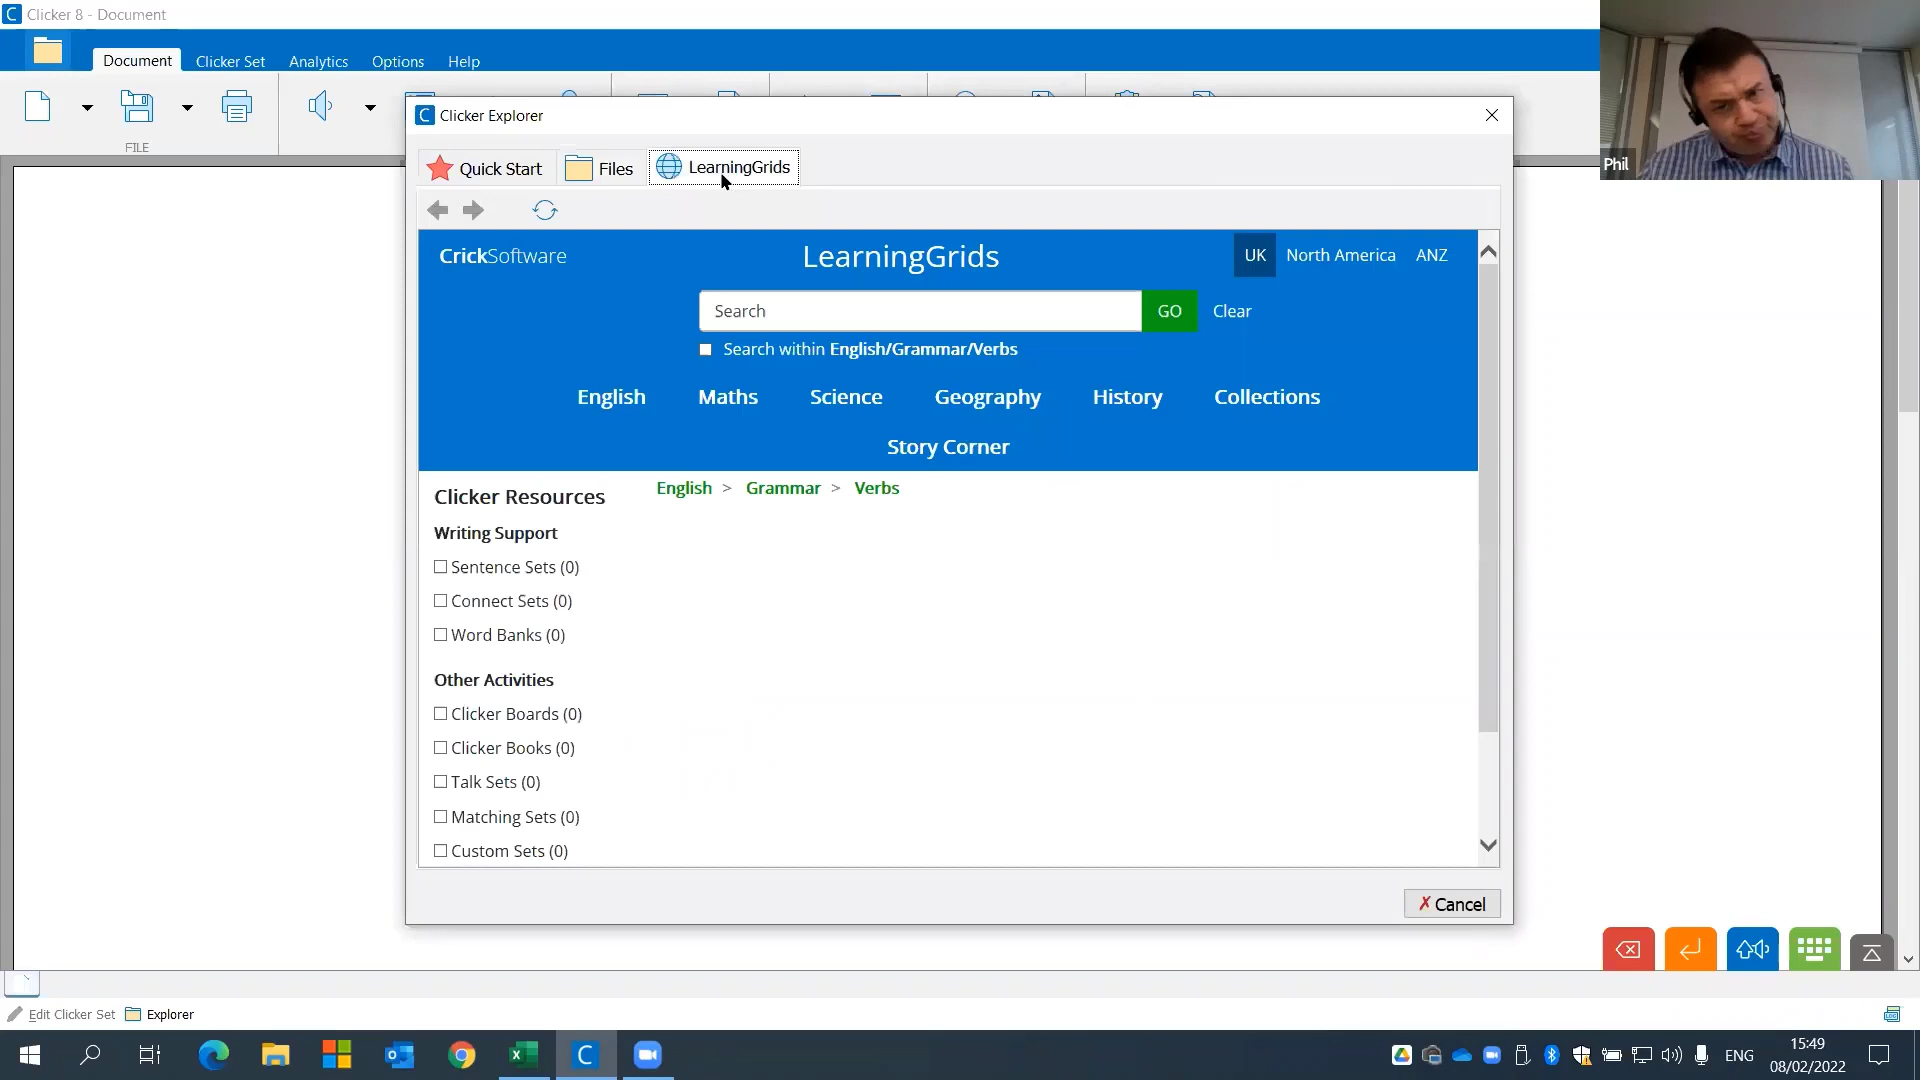 C Clicker 8 - Document
Document Clicker Set Analytics Options Help
FILE
Phil
C Clicker Explorer
Quick Start Files LearningGrids
CrickSoftware LearningGrids UK North America ANZ
Search GO Clear
Search within English/Grammar/Verbs
English Maths Science Geography History Collections
Story Corner
Clicker Resources English > Grammar > Verbs
Writing Support
Sentence Sets (0)
Connect Sets (0)
Word Banks (0)
Other Activities
Clicker Boards (0)
Clicker Books (0)
Talk Sets (0)
Matching Sets (0)
Custom Sets (0)
✗ Cancel
Edit Clicker Set Explorer
C ENG 15:49
08/02/2022